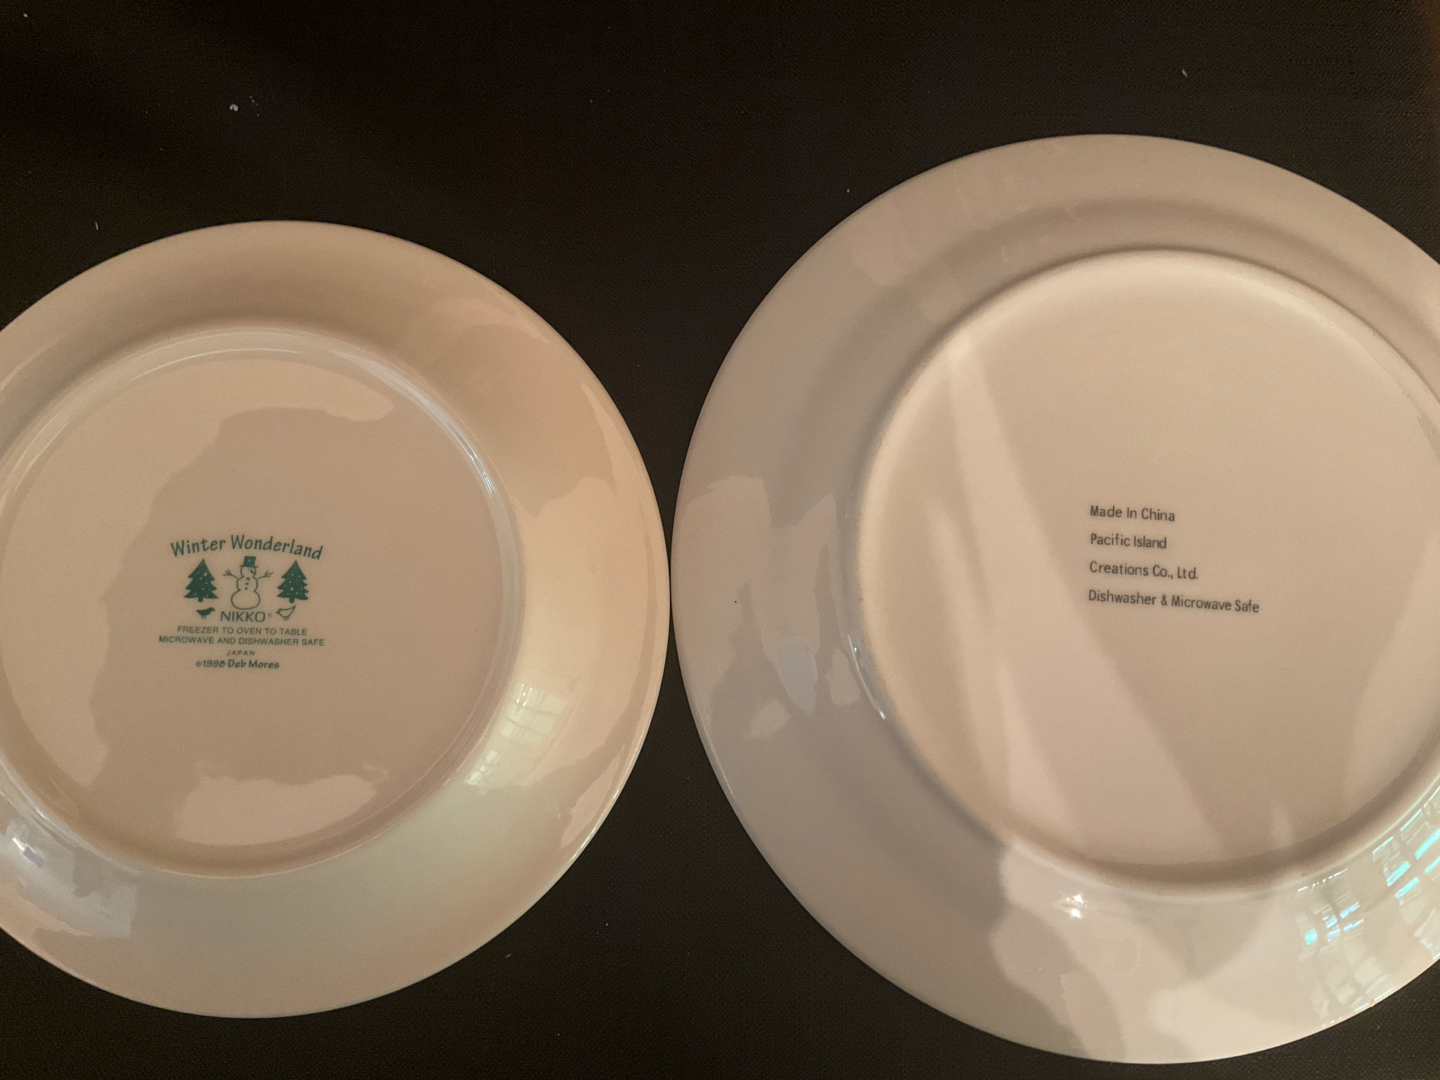 Winter Wonderland
NIKKO®
FREEZER TO OVEN TO TABLE
MICROWAVE AND DISHWASHER SAFE
JAPAN
©1998 Deb Mores
Made In China
Pacific Island
Creations Co., Ltd.
Dishwasher & Microwave Safe